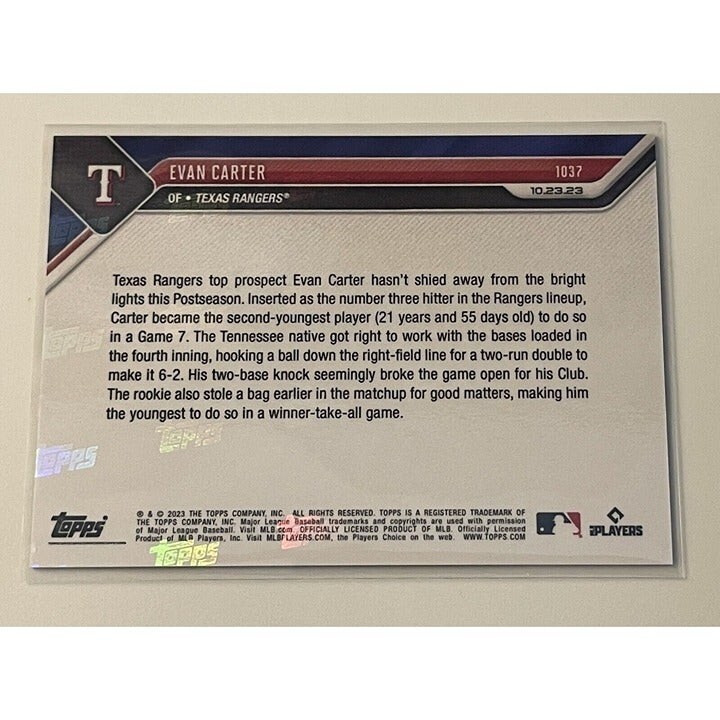 T
EVAN CARTER 1037
OF • TEXAS RANGERS® 10.23.23
Texas Rangers top prospect Evan Carter hasn't shied away from the bright
lights this Postseason. Inserted as the number three hitter in the Rangers lineup,
Carter became the second-youngest player (21 years and 55 days old) to do so
in a Game 7. The Tennessee native got right to work with the bases loaded in
the fourth inning, hooking a ball down the right-field line for a two-run double to
make it 6-2. His two-base knock seemingly broke the game open for his Club.
The rookie also stole a bag earlier in the matchup for good matters, making him
the youngest to do so in a winner-take-all game.
Topps
Topps
Topps
Topps
® & © 2023 THE TOPPS COMPANY, INC. ALL RIGHTS RESERVED. TOPPS IS A REGISTERED TRADEMARK OF
THE TOPPS COMPANY, INC. Major League Baseball trademarks and copyrights are used with permission
of Major League Baseball. Visit MLB.com. OFFICIALLY LICENSED PRODUCT OF MLB. Officially Licensed
Product of MLB Players, Inc. Visit MLBPLAYERS.com, the Players Choice on the web. WWW.TOPPS.COM
PLAYERS
Topps